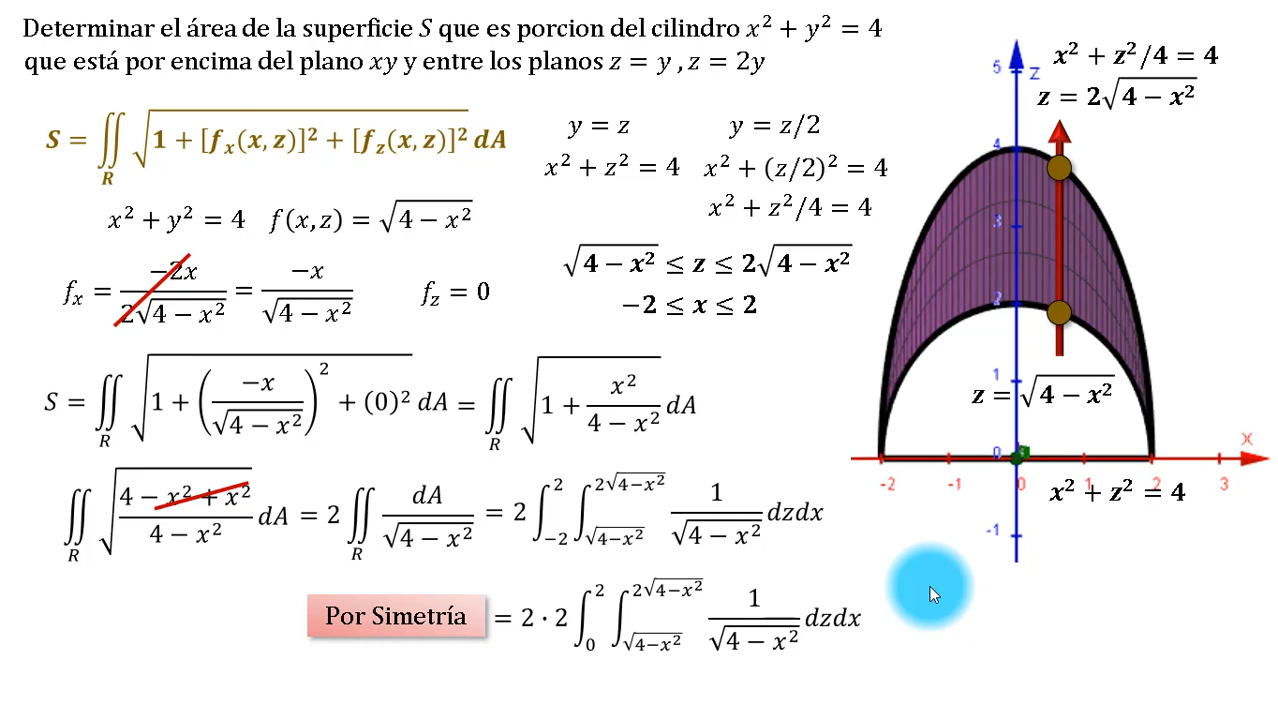 Determinar el área de la superficie S que es porcion del cilindro x² + y² = 4
que está por encima del plano xy y entre los planos z = y , z = 2y
S = ∬_R √(1 + [f_x(x, z)]² + [f_z(x, z)]²) dA
y = z
y = z/2
x² + z² = 4
x² + (z/2)² = 4
x² + z²/4 = 4
x² + y² = 4
f(x, z) = √(4 − x²)
f_x = −2x / 2√(4 − x²) = −x / √(4 − x²)
f_z = 0
√(4 − x²) ≤ z ≤ 2√(4 − x²)
−2 ≤ x ≤ 2
S = ∬_R √(1 + (−x / √(4 − x²))² + (0)²) dA = ∬_R √(1 + x² / (4 − x²)) dA
∬_R √((4 − x² + x²) / (4 − x²)) dA = 2 ∬_R dA / √(4 − x²) = 2 ∫_−2^2 ∫_√(4−x²)^2√(4−x²) 1 / √(4 − x²) dzdx
Por Simetría
= 2 · 2 ∫_0^2 ∫_√(4−x²)^2√(4−x²) 1 / √(4 − x²) dzdx
x² + z²/4 = 4
z = 2√(4 − x²)
5
z
4
3
2
1
z = √(4 − x²)
0
x
-2
-1
0
1
2
3
x² + z² = 4
-1